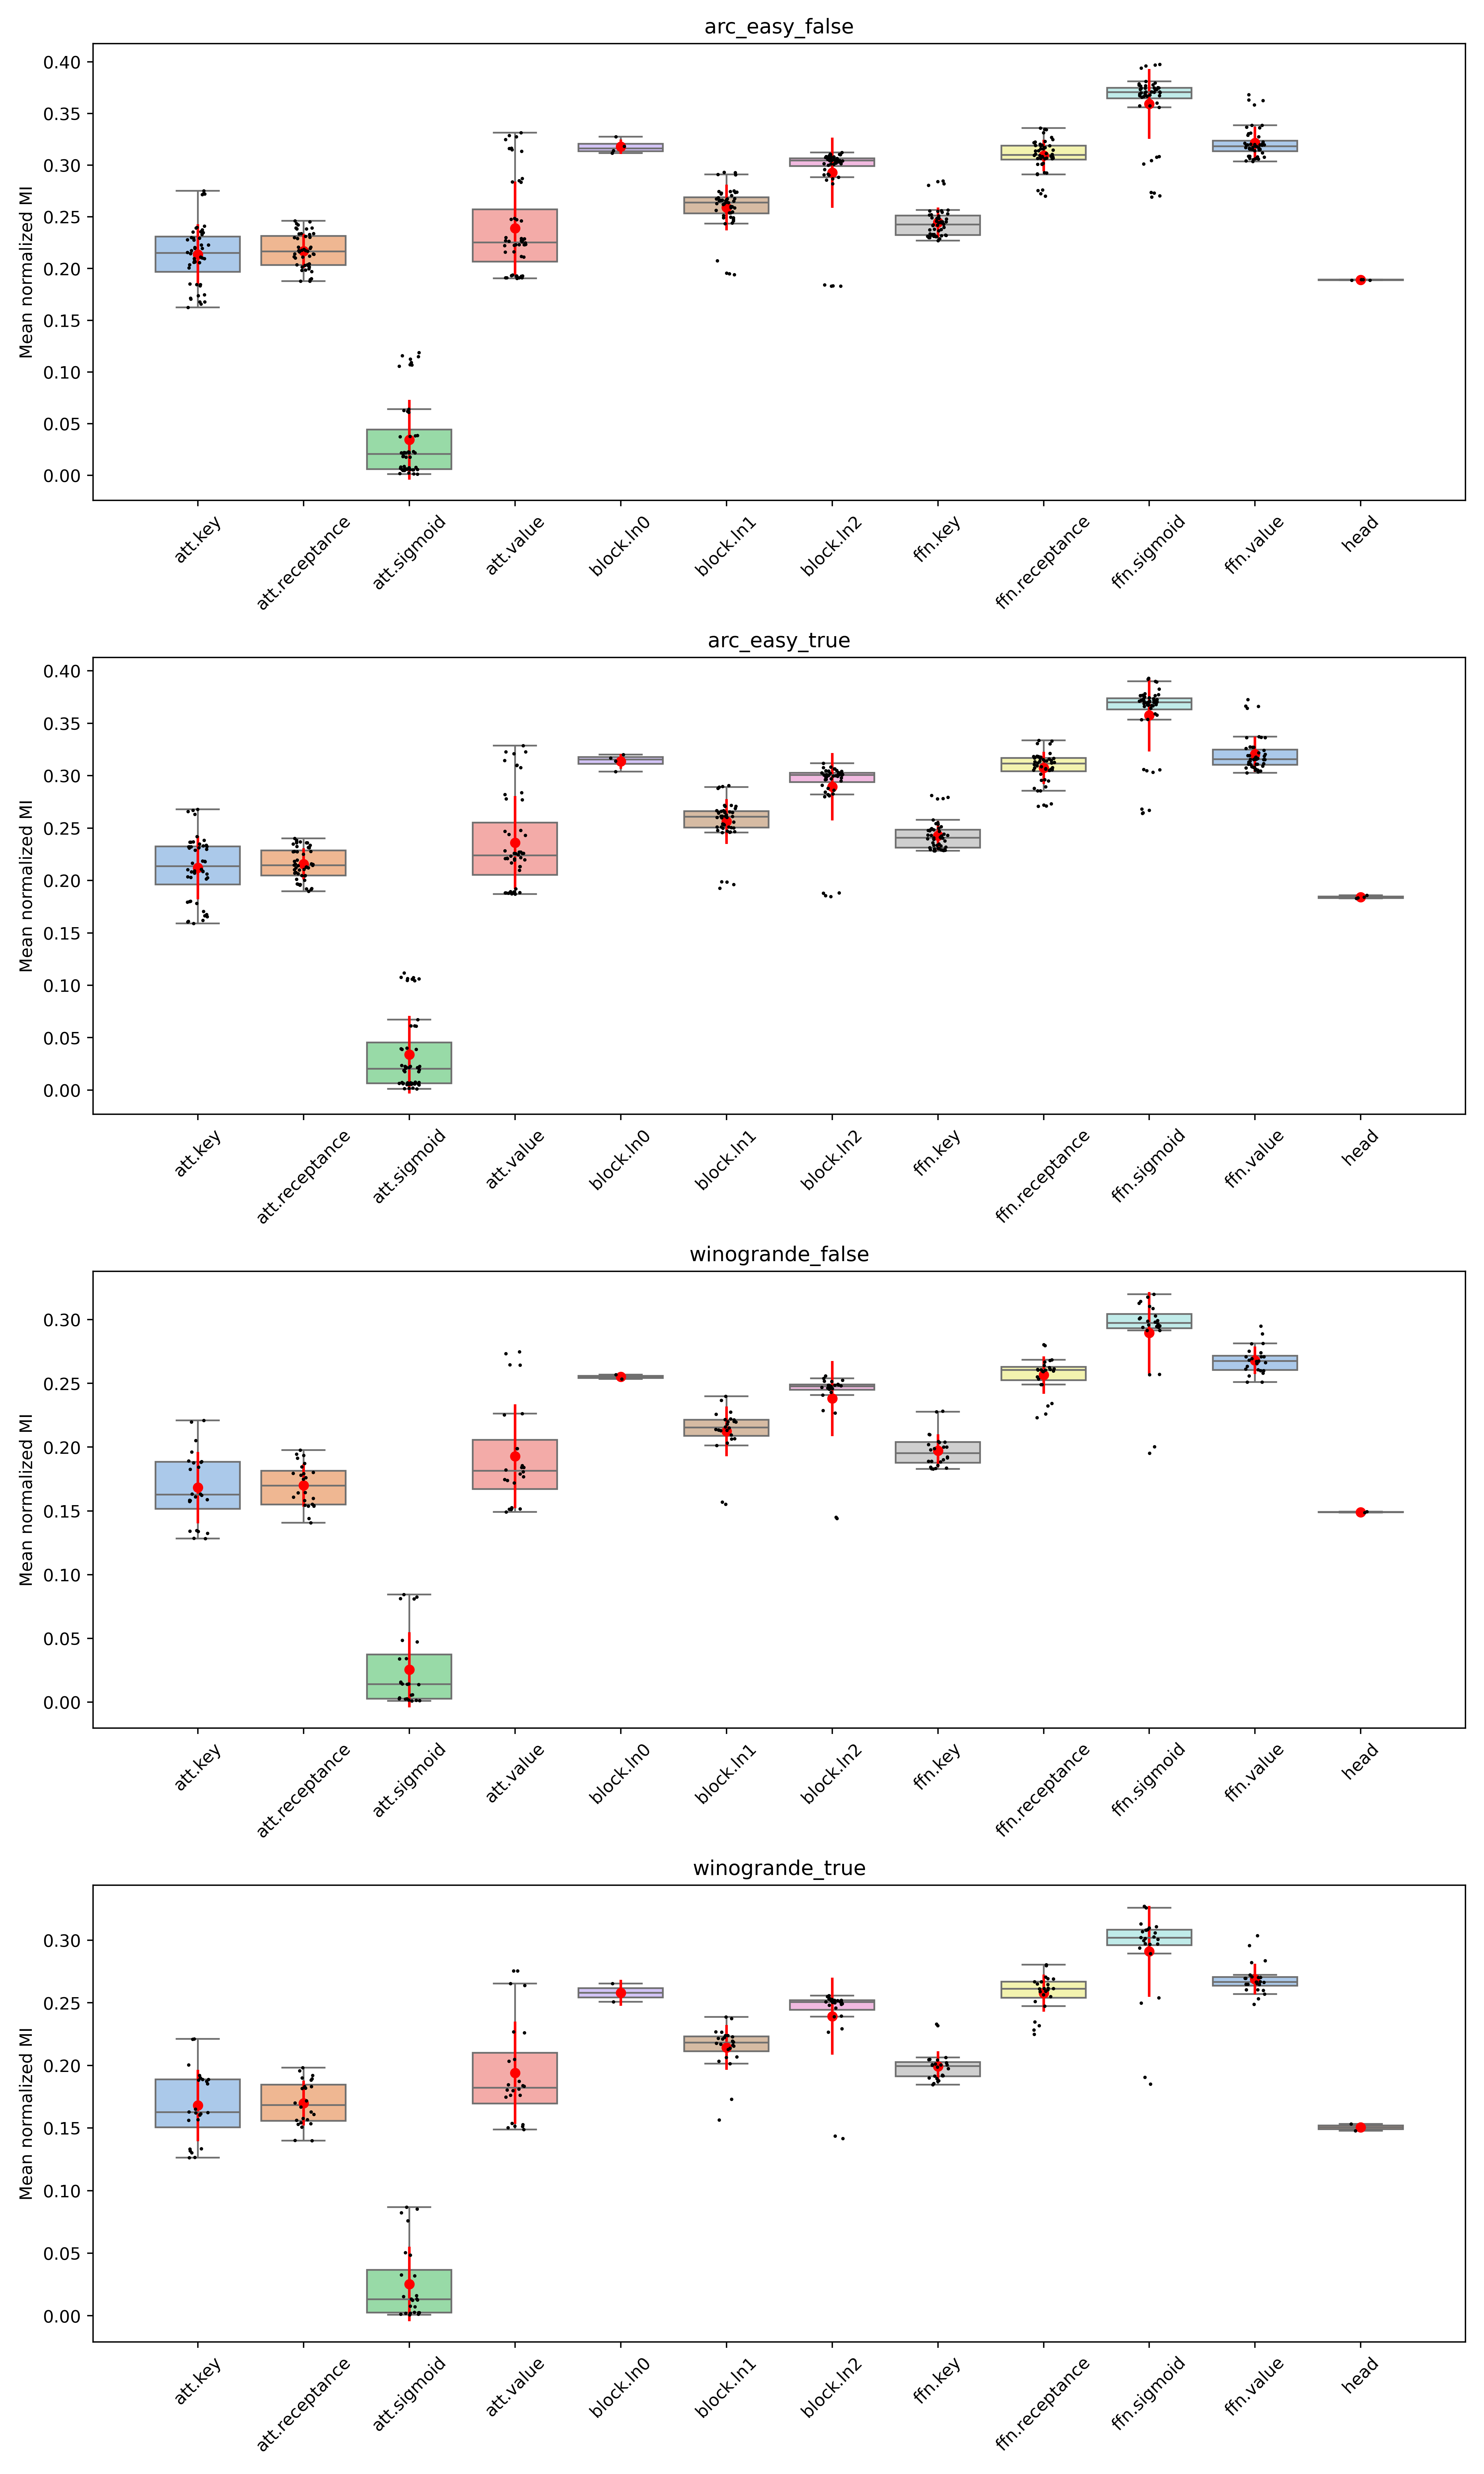 arc_easy_false
Mean normalized MI
0.40
0.35
0.30
0.25
0.20
0.15
0.10
0.05
0.00
att.key
att.receptance
att.sigmoid
att.value
block.ln0
block.ln1
block.ln2
ffn.key
ffn.receptance
ffn.sigmoid
ffn.value
head
arc_easy_true
Mean normalized MI
0.40
0.35
0.30
0.25
0.20
0.15
0.10
0.05
0.00
att.key
att.receptance
att.sigmoid
att.value
block.ln0
block.ln1
block.ln2
ffn.key
ffn.receptance
ffn.sigmoid
ffn.value
head
winogrande_false
Mean normalized MI
0.30
0.25
0.20
0.15
0.10
0.05
0.00
att.key
att.receptance
att.sigmoid
att.value
block.ln0
block.ln1
block.ln2
ffn.key
ffn.receptance
ffn.sigmoid
ffn.value
head
winogrande_true
Mean normalized MI
0.30
0.25
0.20
0.15
0.10
0.05
0.00
att.key
att.receptance
att.sigmoid
att.value
block.ln0
block.ln1
block.ln2
ffn.key
ffn.receptance
ffn.sigmoid
ffn.value
head